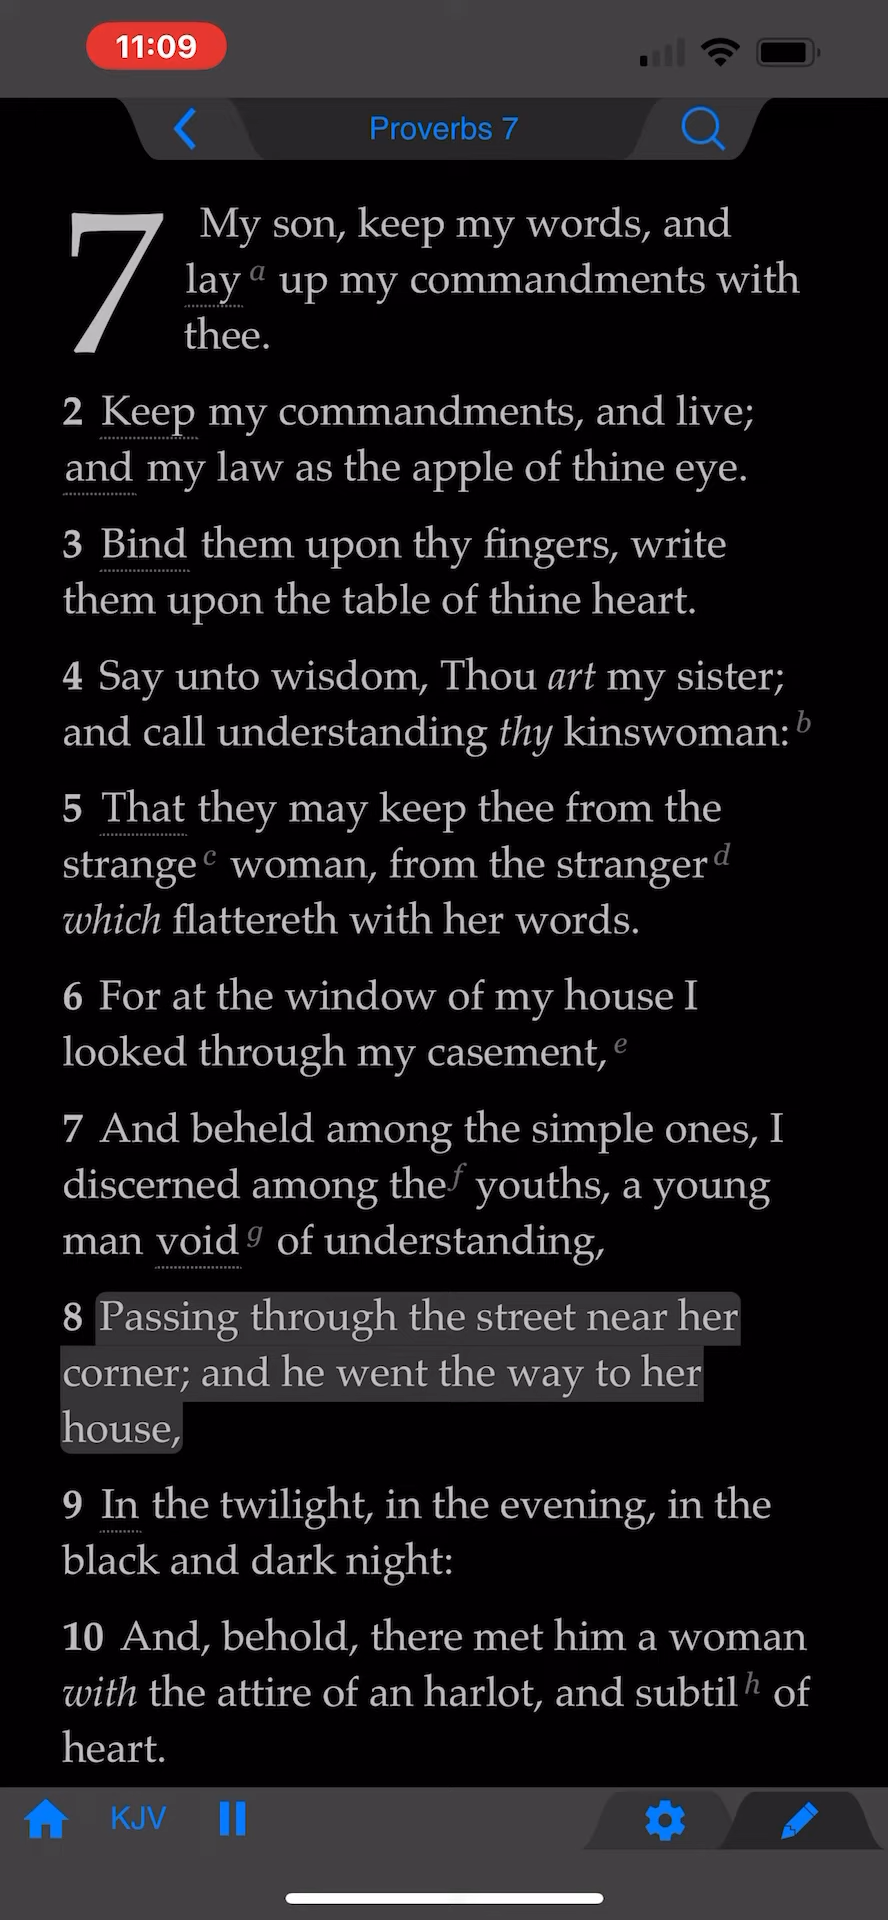 11:09
Proverbs 7
7 My son, keep my words, and
lay a up my commandments with
thee.
2 Keep my commandments, and live;
and my law as the apple of thine eye.
3 Bind them upon thy fingers, write
them upon the table of thine heart.
4 Say unto wisdom, Thou art my sister;
and call understanding thy kinswoman: b
5 That they may keep thee from the
strange c woman, from the stranger d
which flattereth with her words.
6 For at the window of my house I
looked through my casement, e
7 And beheld among the simple ones, I
discerned among the f youths, a young
man void g of understanding,
8 Passing through the street near her
corner; and he went the way to her
house,
9 In the twilight, in the evening, in the
black and dark night:
10 And, behold, there met him a woman
with the attire of an harlot, and subtil h of
heart.
KJV